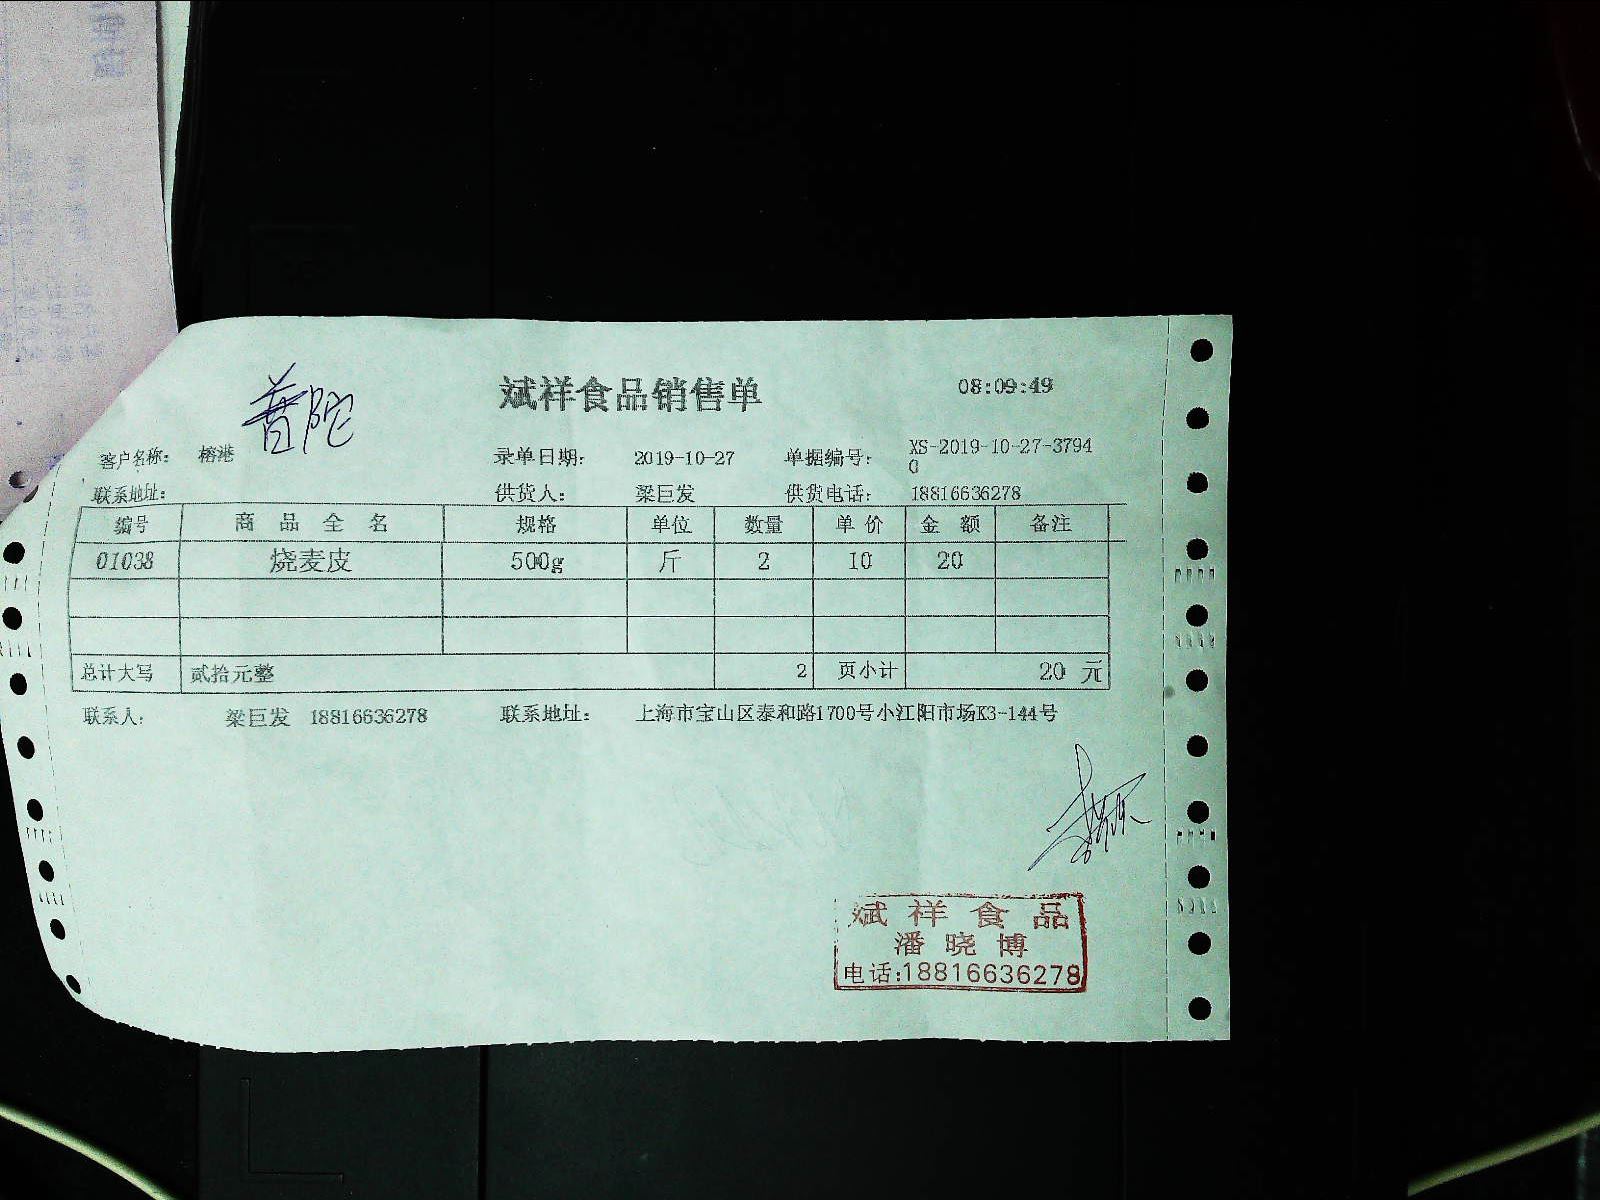 斌祥食品销售单
08:09:49
普陀
客户名称: 榕港 录单日期: 2019-10-27 单据编号: XS-2019-10-27-3794
0
联系地址: 供货人: 梁巨发 供货电话: 18816636278
编号 商品全名 规格 单位 数量 单价 金额 备注
01038 烧麦皮 500g 斤 2 10 20
总计大写 贰拾元整 2 页小计 20 元
联系人: 梁巨发 18816636278 联系地址: 上海市宝山区泰和路1700号小江阳市场K3-144号
斌祥食品
潘晓博
电话:18816636278